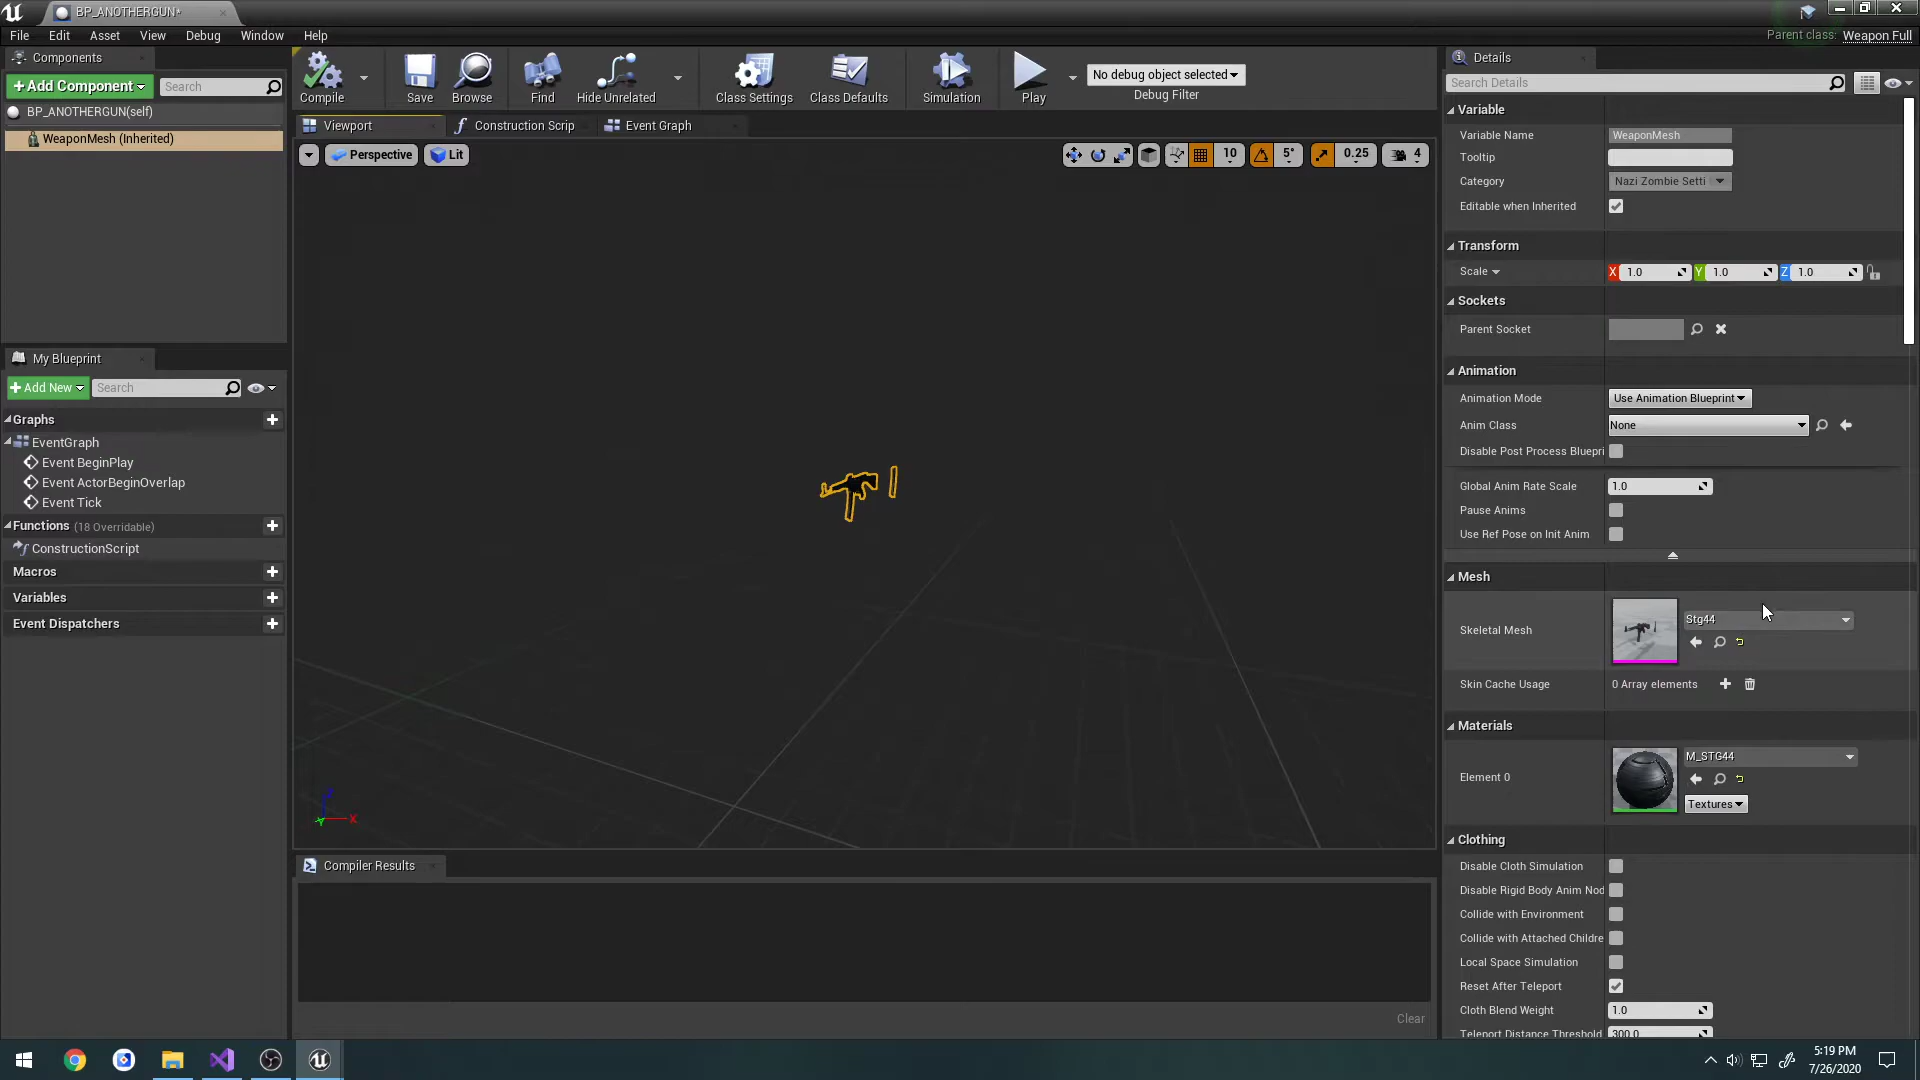 BP_ANOTHERGUN*
File Edit Asset View Debug Window Help
Parent class: Weapon Full
Components
+Add Component
Search
BP_ANOTHERGUN(self)
WeaponMesh (Inherited)
My Blueprint
+Add New
Search
Graphs
EventGraph
Event BeginPlay
Event ActorBeginOverlap
Event Tick
Functions (18 Overridable)
ConstructionScript
Macros
Variables
Event Dispatchers
Compile
Save
Browse
Find
Hide Unrelated
Class Settings
Class Defaults
Simulation
Play
No debug object selected
Debug Filter
Viewport
Construction Scrip
Event Graph
Perspective
Lit
10
5°
0.25
4
Z
X
Y
Compiler Results
Clear
Details
Search Details
Variable
Variable Name WeaponMesh
Tooltip
Category Nazi Zombie Setti
Editable when Inherited
Transform
Scale X 1.0 Y 1.0 Z 1.0
Sockets
Parent Socket
Animation
Animation Mode Use Animation Blueprint
Anim Class None
Disable Post Process Bluepri
Global Anim Rate Scale 1.0
Pause Anims
Use Ref Pose on Init Anim
Mesh
Skeletal Mesh Stg44
Skin Cache Usage 0 Array elements
Materials
Element 0 M_STG44
Textures
Clothing
Disable Cloth Simulation
Disable Rigid Body Anim Nod
Collide with Environment
Collide with Attached Childre
Local Space Simulation
Reset After Teleport
Cloth Blend Weight 1.0
Teleport Distance Threshold 300.0
5:19 PM
7/26/2020